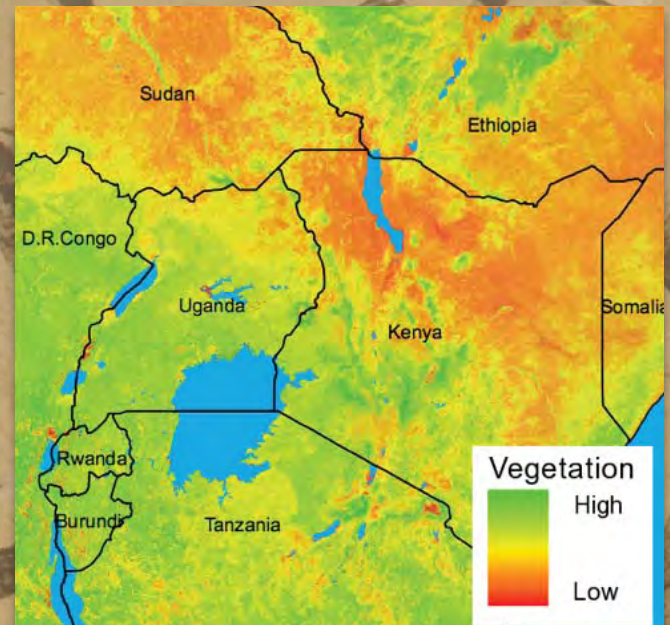 Sudan
Ethiopia
D.R.Congo
Uganda
Somalia
Kenya
Rwanda
Burundi
Tanzania
Vegetation
High
Low